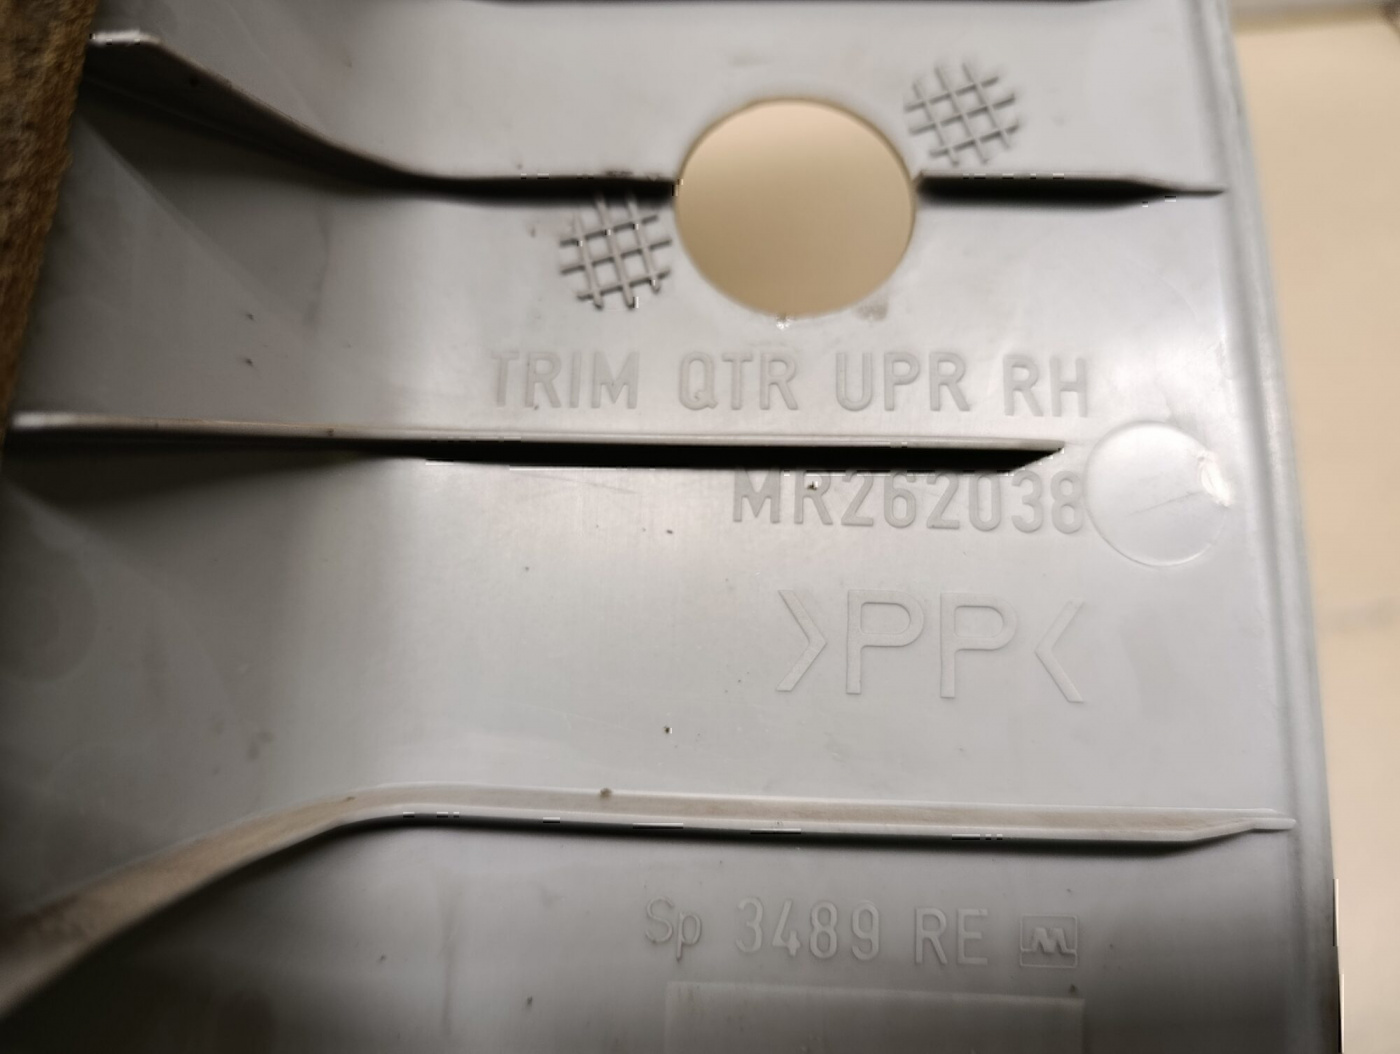 TRIM QTR UPR RH
MR262038
>PP<
Sp 3489 RE M